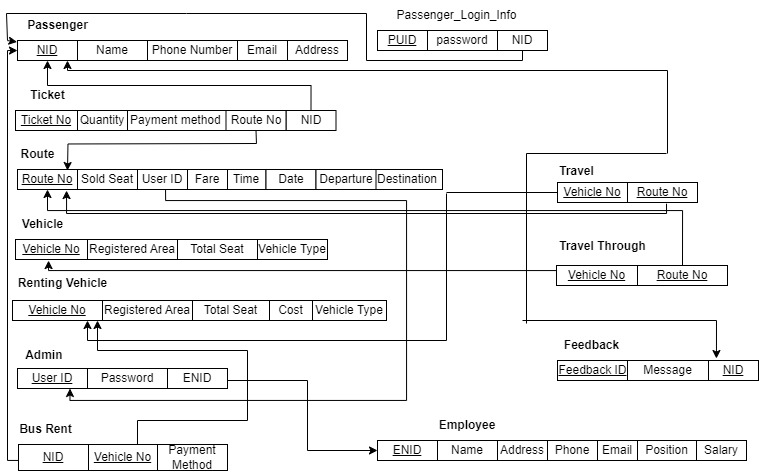 Passenger_Login_Info
PUID password NID
Passenger
NID Name Phone Number Email Address
Ticket
Ticket No Quantity Payment method Route No NID
Route
Route No Sold Seat User ID Fare Time Date Departure Destination
Travel
Vehicle No Route No
Vehicle
Vehicle No Registered Area Total Seat Vehicle Type
Travel Through
Vehicle No Route No
Renting Vehicle
Vehicle No Registered Area Total Seat Cost Vehicle Type
Feedback
Feedback ID Message NID
Admin
User ID Password ENID
Bus Rent
NID Vehicle No Payment
Method
Employee
ENID Name Address Phone Email Position Salary